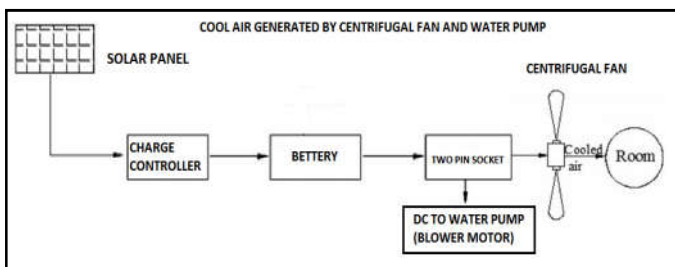 COOL AIR GENERATED BY CENTRIFUGAL FAN AND WATER PUMP
SOLAR PANEL
CENTRIFUGAL FAN
CHARGE
CONTROLLER
BETTERY
TWO PIN SOCKET
Cooled
air
Room
DC TO WATER PUMP
(BLOWER MOTOR)